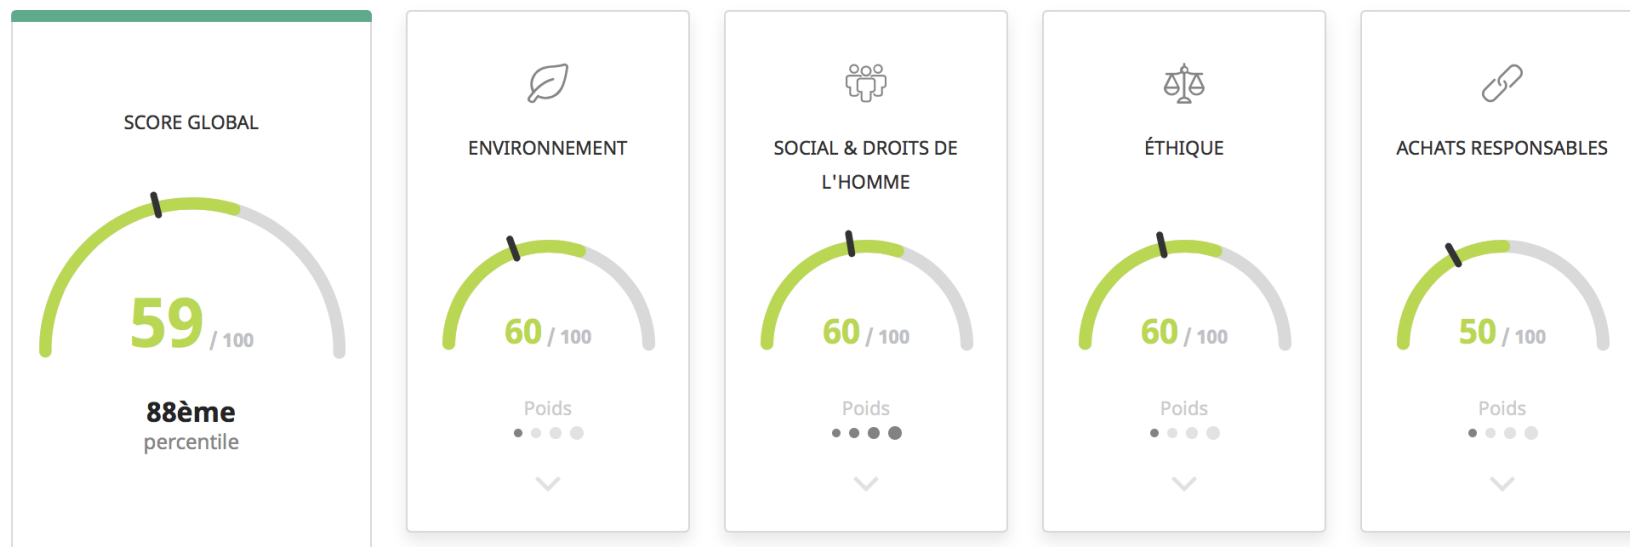 SCORE GLOBAL
59 / 100
88ème
percentile
ENVIRONNEMENT
60 / 100
Poids
SOCIAL & DROITS DE
L'HOMME
60 / 100
Poids
ÉTHIQUE
60 / 100
Poids
ACHATS RESPONSABLES
50 / 100
Poids